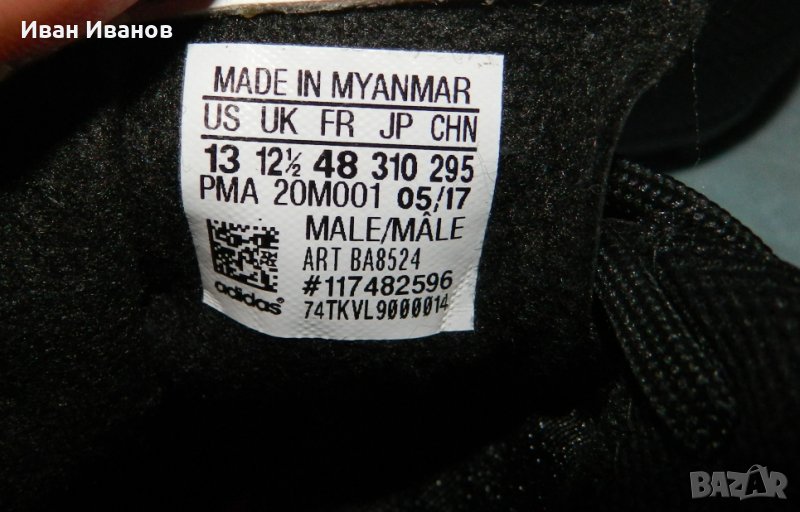 Иван Иванов
MADE IN MYANMAR
US UK FR JP CHN
13 12½ 48 310 295
PMA 20M001 05/17
MALE/MÂLE
ART BA8524
#117482596
adidas
74TKVL9000014
BAZAR